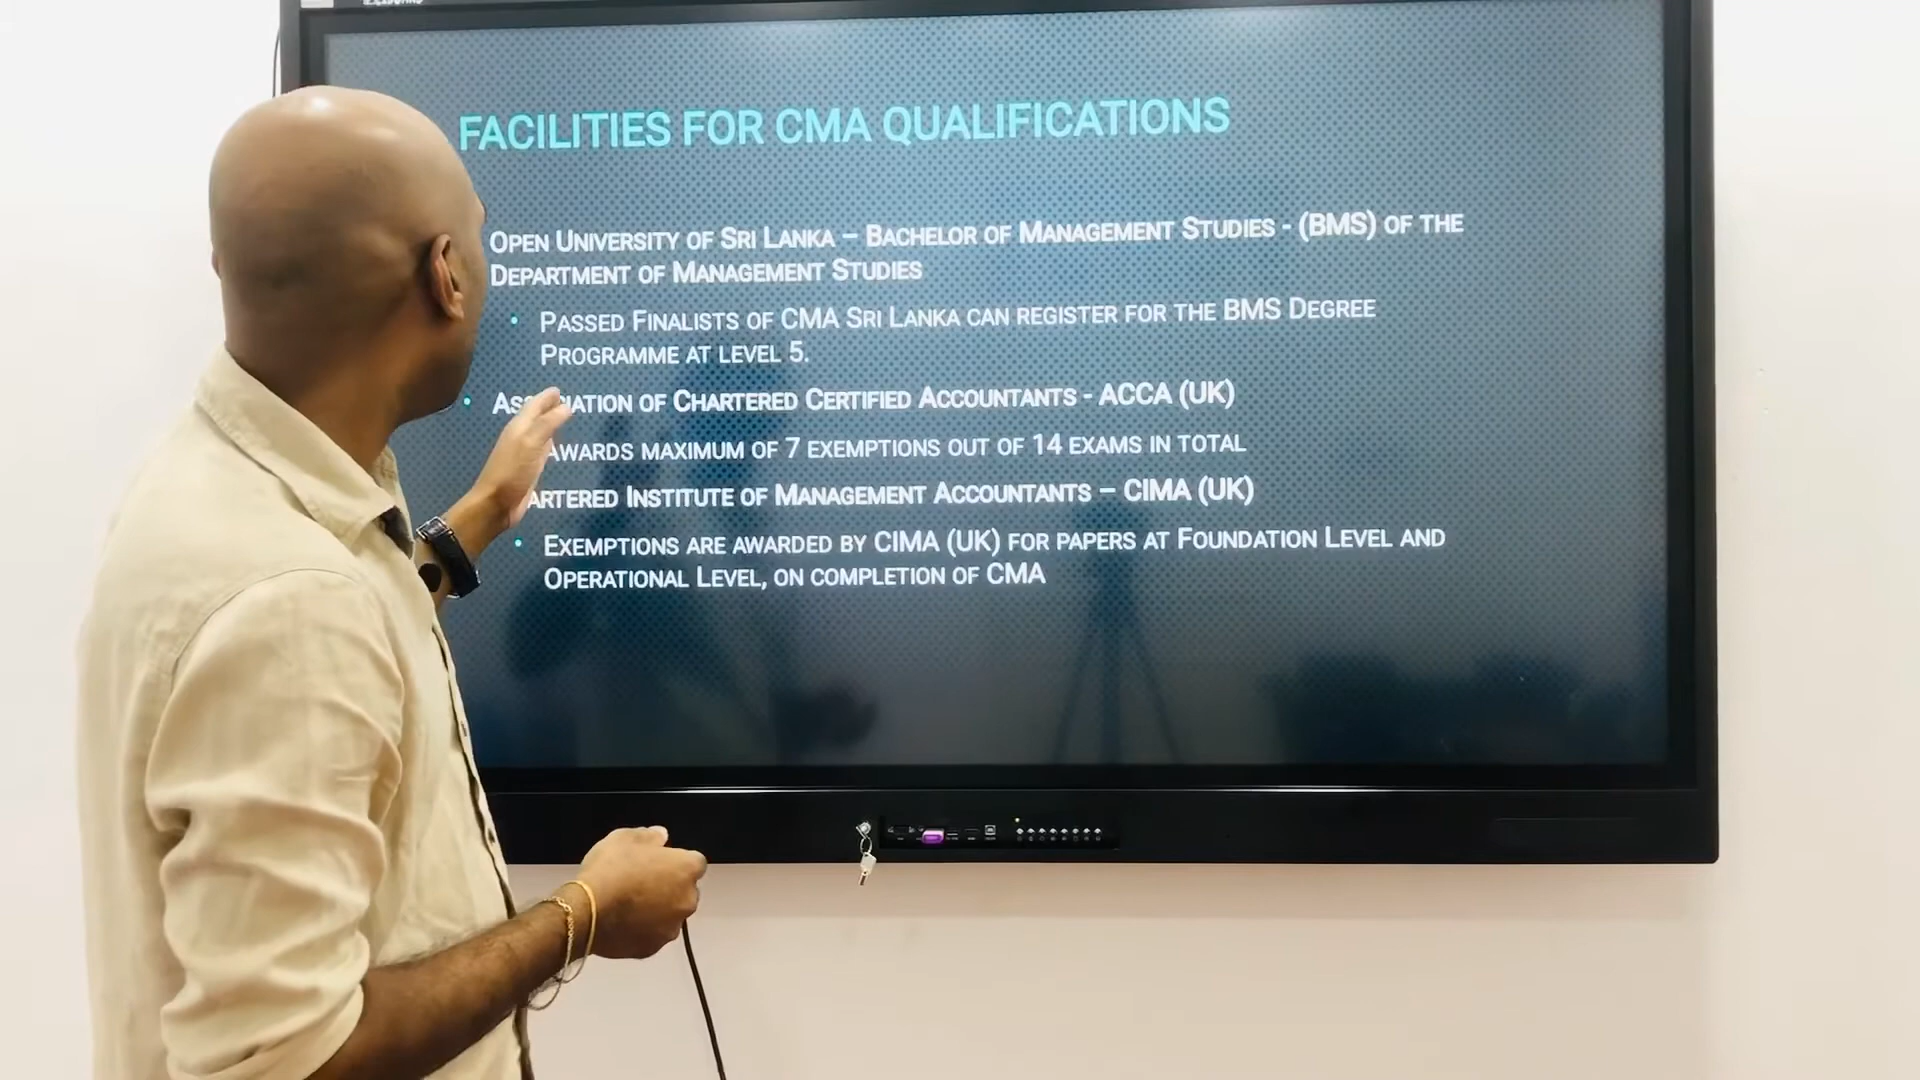 FACILITIES FOR CMA QUALIFICATIONS
OPEN UNIVERSITY OF SRI LANKA – BACHELOR OF MANAGEMENT STUDIES - (BMS) OF THE
DEPARTMENT OF MANAGEMENT STUDIES
• PASSED FINALISTS OF CMA SRI LANKA CAN REGISTER FOR THE BMS DEGREE
PROGRAMME AT LEVEL 5.
• OF CHARTERED CERTIFIED ACCOUNTANTS - ACCA (UK)
AWARDS MAXIMUM OF 7 EXEMPTIONS OUT OF 14 EXAMS IN TOTAL
INSTITUTE OF MANAGEMENT ACCOUNTANTS – CIMA (UK)
• EXEMPTIONS ARE AWARDED BY CIMA (UK) FOR PAPERS AT FOUNDATION LEVEL AND
OPERATIONAL LEVEL, ON COMPLETION OF CMA